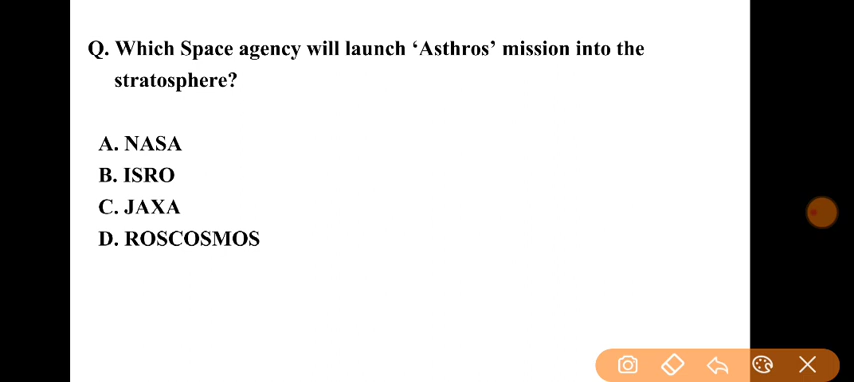 Q. Which Space agency will launch ‘Asthros’ mission into the
stratosphere?
A. NASA
B. ISRO
C. JAXA
D. ROSCOSMOS